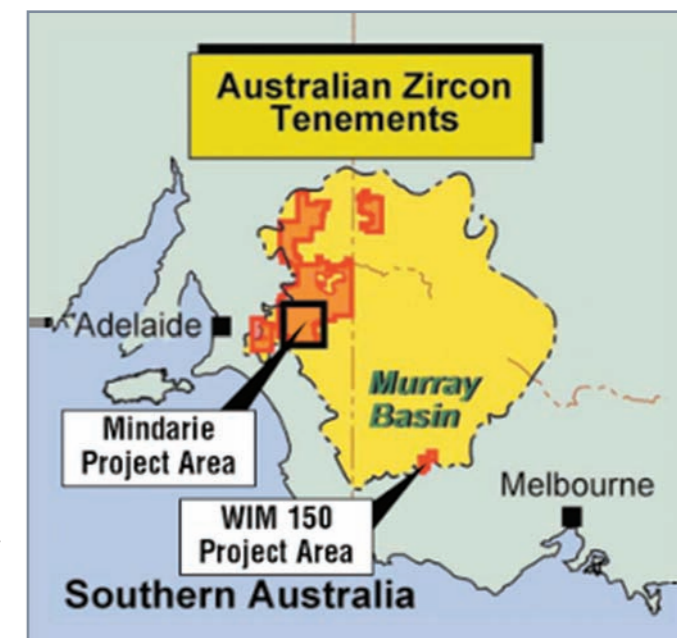 Australian Zircon
Tenements
Adelaide
Murray
Basin
Mindarie
Project Area
Melbourne
WIM 150
Project Area
Southern Australia